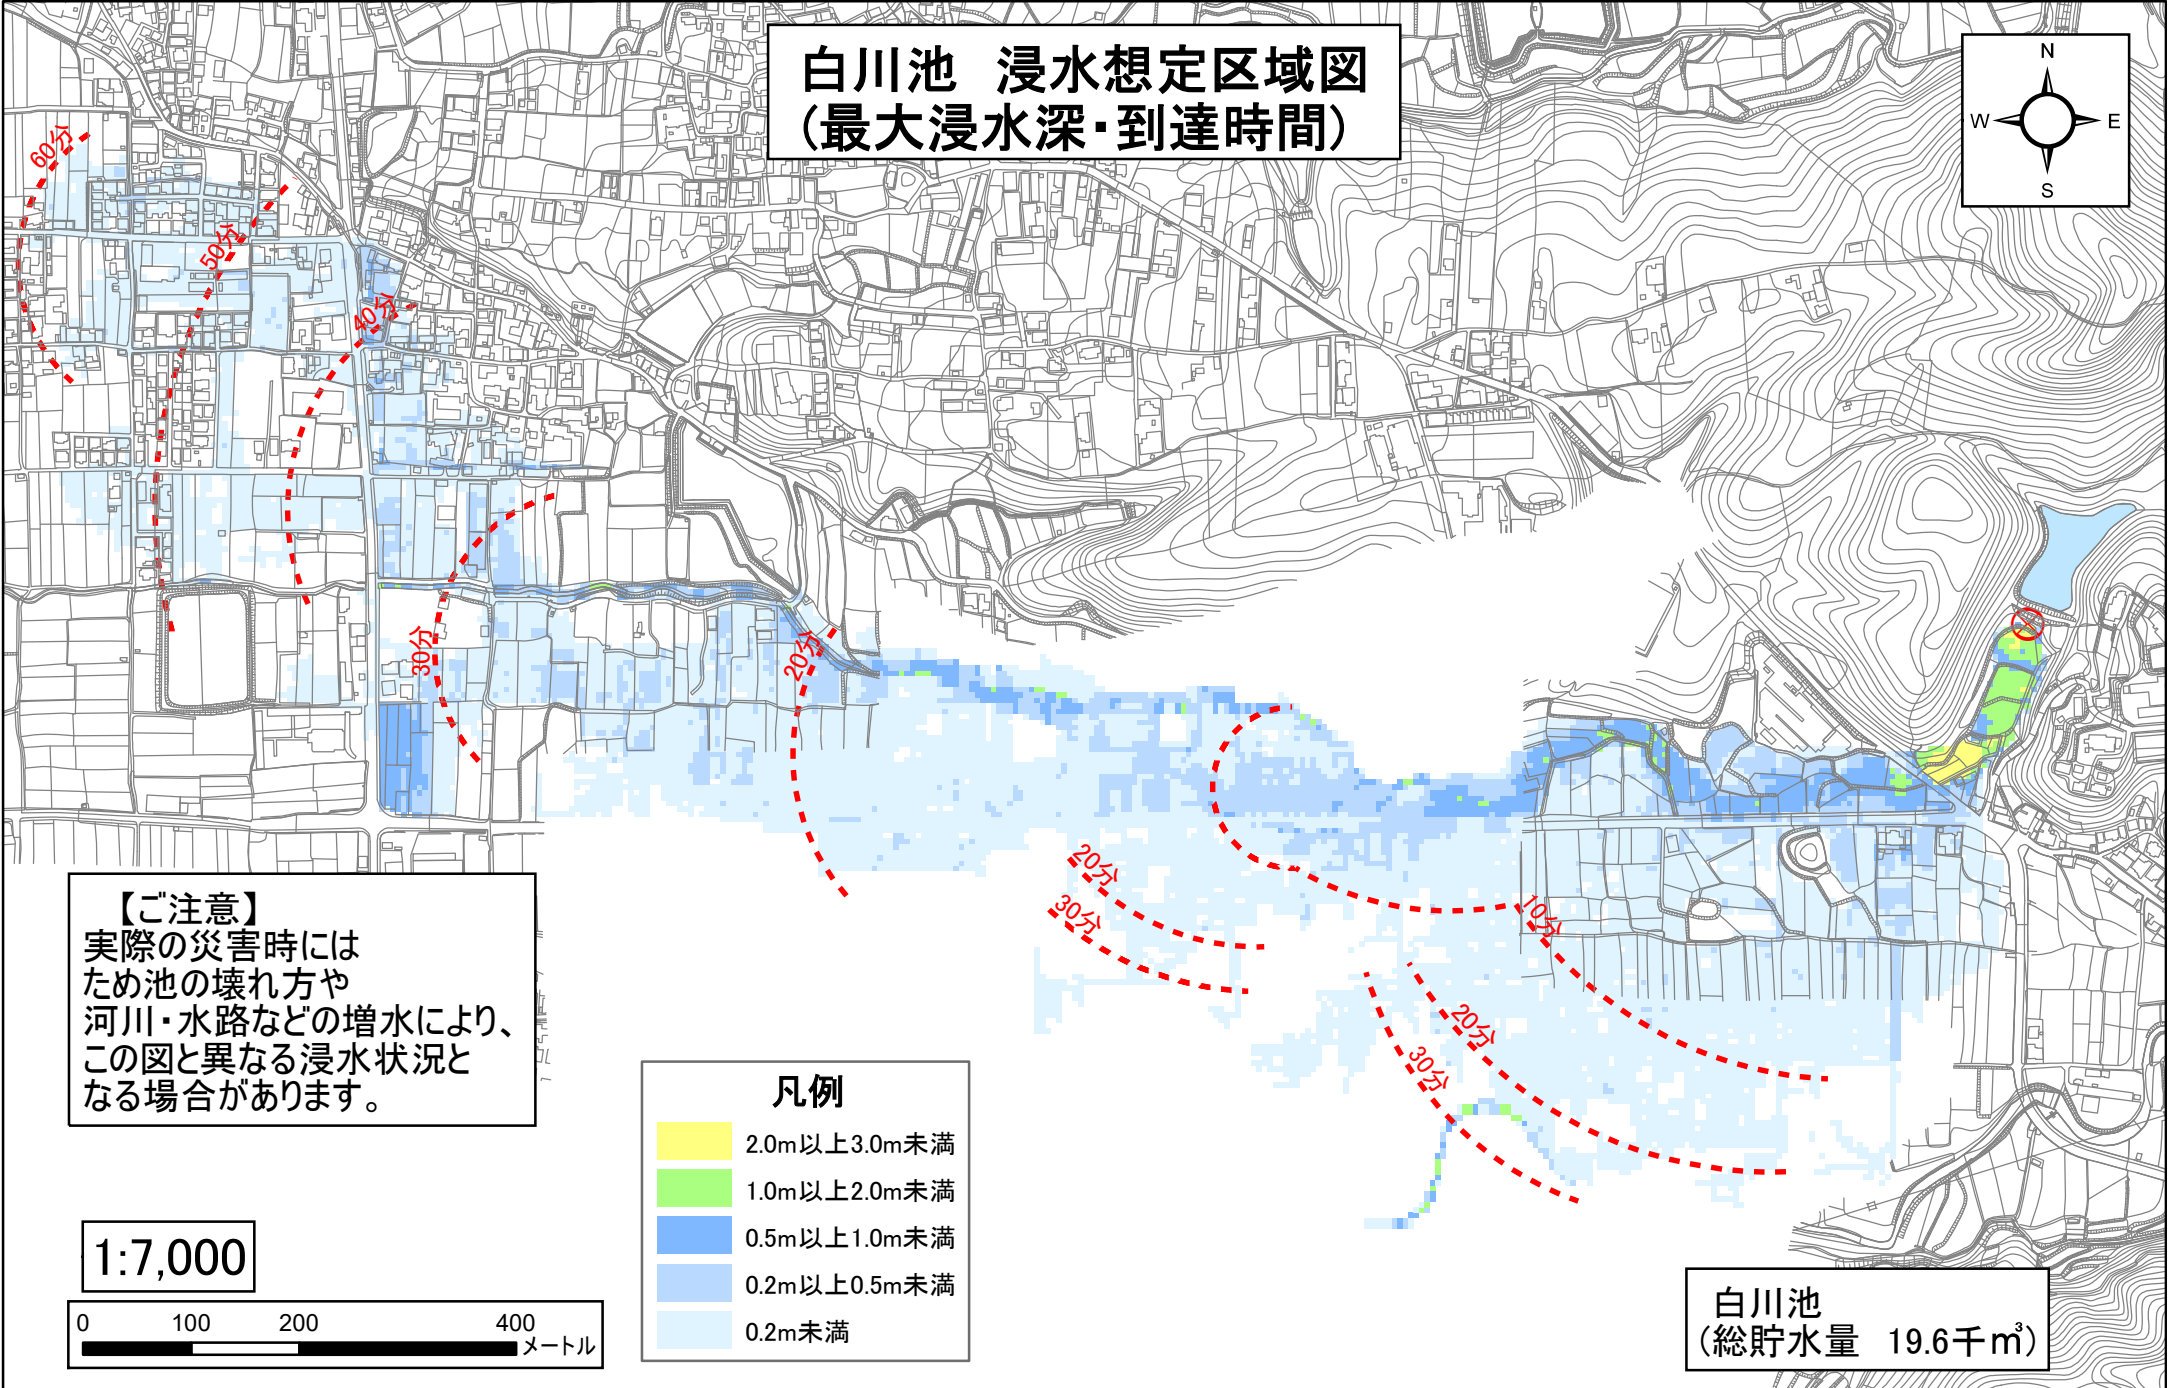 白川池　浸水想定区域図
(最大浸水深・到達時間)
N
W
E
S
60分
50分
40分
30分
20分
20分
30分
10分
20分
30分
【ご注意】
実際の災害時には
ため池の壊れ方や
河川・水路などの増水により、
この図と異なる浸水状況と
なる場合があります。
凡例
2.0m以上3.0m未満
1.0m以上2.0m未満
0.5m以上1.0m未満
0.2m以上0.5m未満
0.2m未満
1:7,000
0 100 200 400
メートル
白川池
(総貯水量　19.6千㎥)